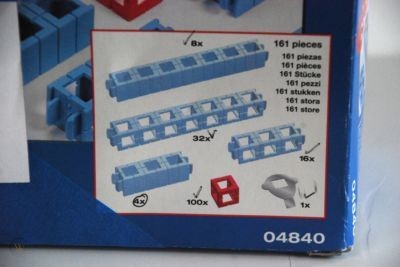 8x
161 pieces
161 piezas
161 pièces
161 Stücke
161 pezzi
161 stukken
161 stora
161 store
32x
16x
4x
100x
1x
04840
04840